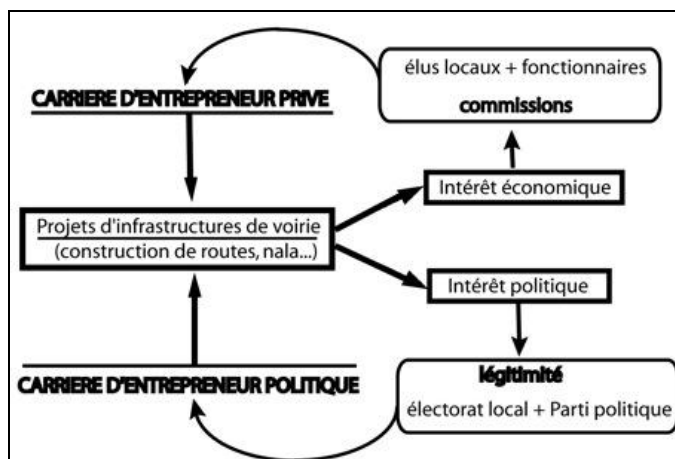 élus locaux + fonctionnaires
commissions
CARRIERE D'ENTREPRENEUR PRIVE
Intérêt économique
Projets d'infrastructures de voirie
(construction de routes, nala...)
Intérêt politique
légitimité
électorat local + Parti politique
CARRIERE D'ENTREPRENEUR POLITIQUE